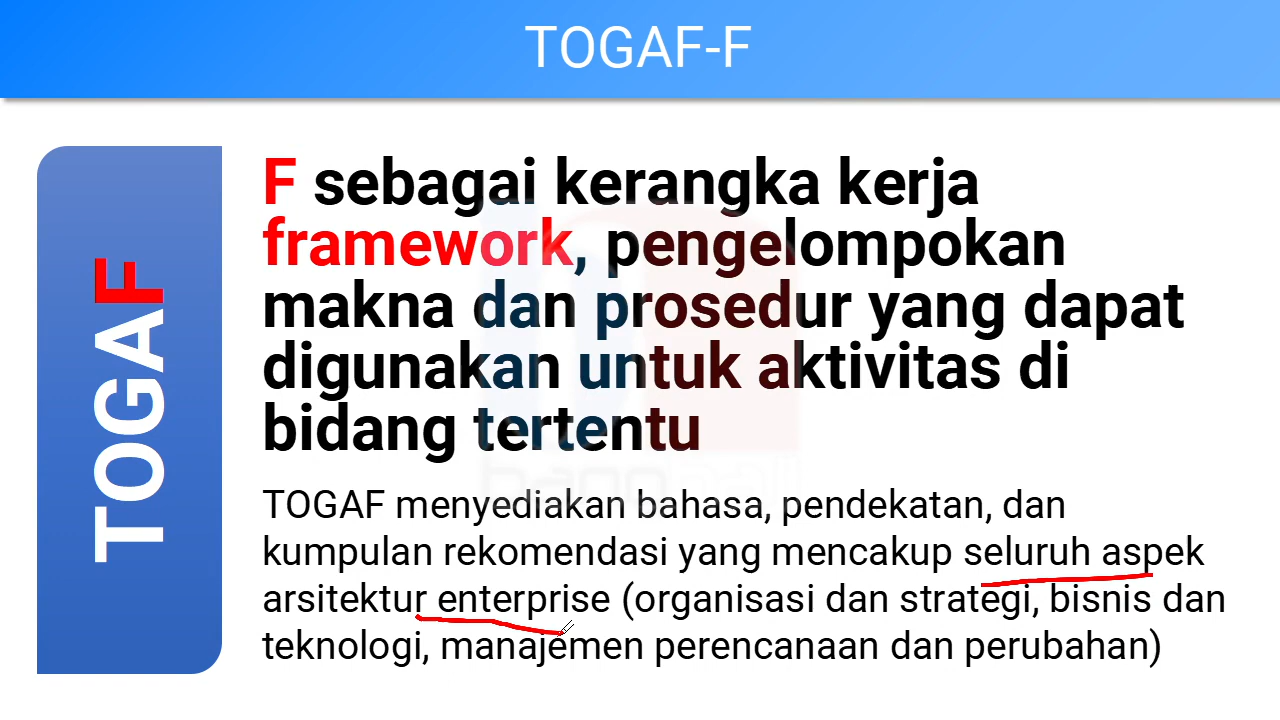 TOGAF-F
TOGAF
F sebagai kerangka kerja
framework, pengelompokan
makna dan prosedur yang dapat
digunakan untuk aktivitas di
bidang tertentu
TOGAF menyediakan bahasa, pendekatan, dan
kumpulan rekomendasi yang mencakup seluruh aspek
arsitektur enterprise (organisasi dan strategi, bisnis dan
teknologi, manajemen perencanaan dan perubahan)